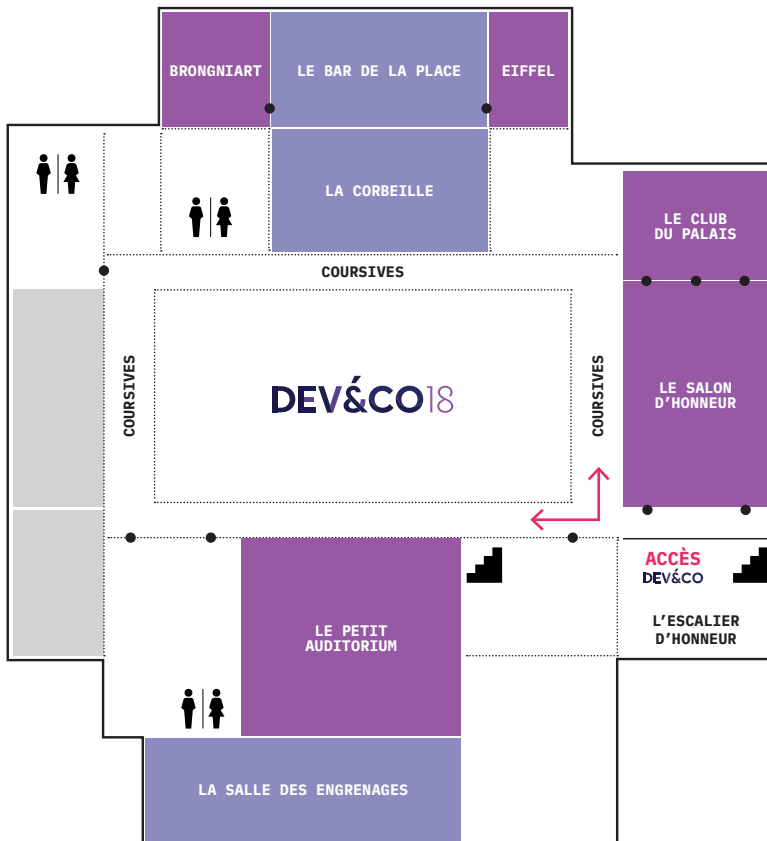 BRONGNIART
LE BAR DE LA PLACE
EIFFEL
LA CORBEILLE
LE CLUB
DU PALAIS
COURSIVES
COURSIVES
DEV&CO18
COURSIVES
LE SALON
D'HONNEUR
ACCÈS
DEV&CO
L'ESCALIER
D'HONNEUR
LE PETIT
AUDITORIUM
LA SALLE DES ENGRENAGES